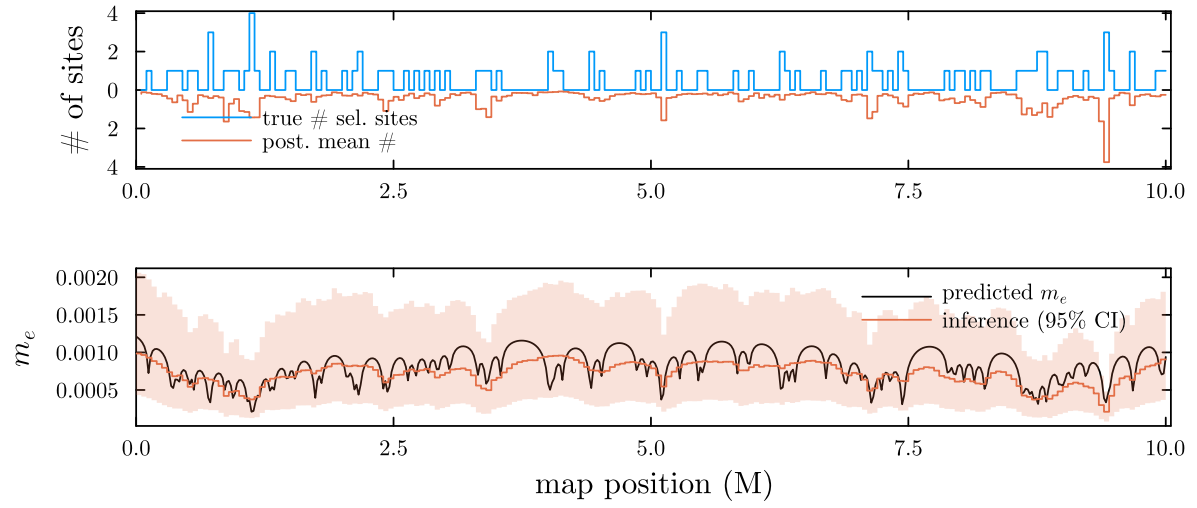 # of sites
4
2
0
2
4
true # sel. sites
post. mean #
0.0 2.5 5.0 7.5 10.0
m_e
0.0020
0.0015
0.0010
0.0005
predicted m_e
inference (95% CI)
0.0 2.5 5.0 7.5 10.0
map position (M)